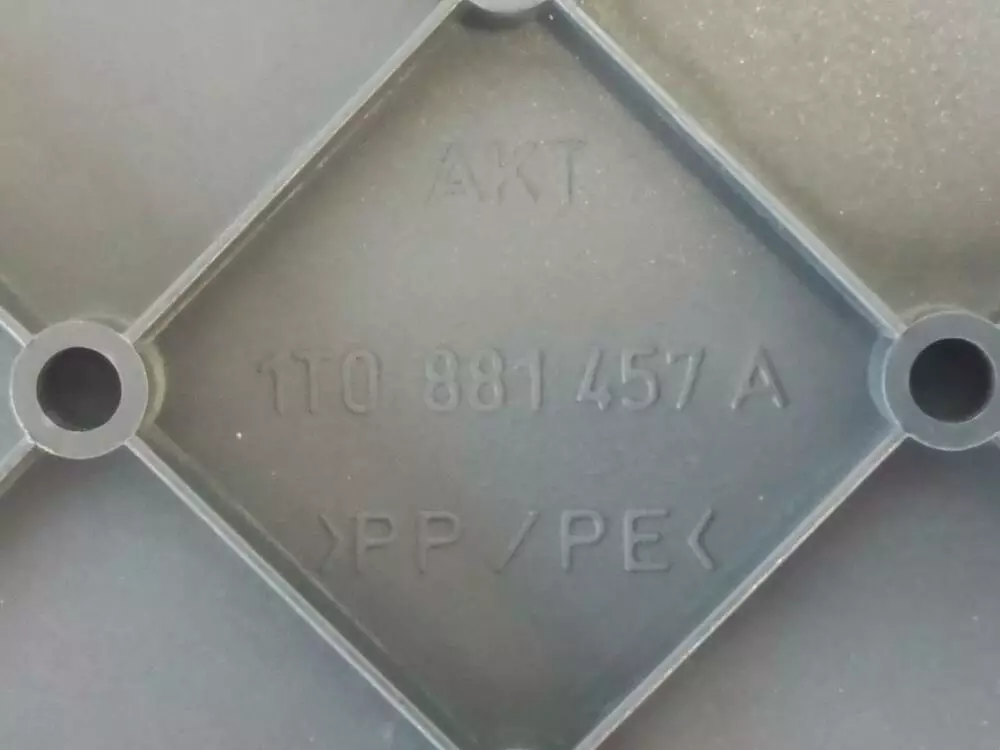 AKT
1T0 881 457 A
>PP/PE<